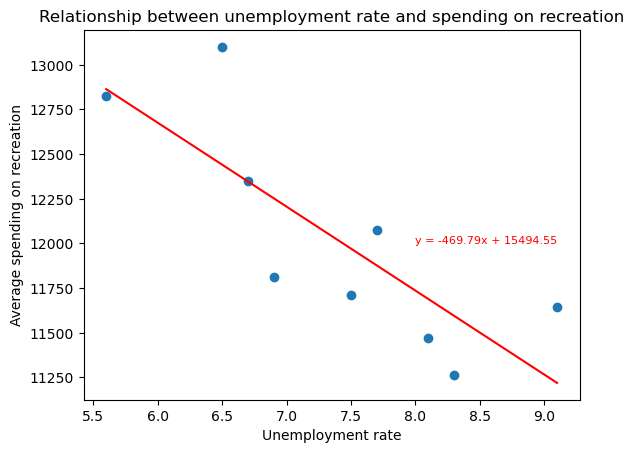 Relationship between unemployment rate and spending on recreation
Average spending on recreation
13000
12750
12500
12250
12000
11750
11500
11250
y = -469.79x + 15494.55
5.5 6.0 6.5 7.0 7.5 8.0 8.5 9.0
Unemployment rate